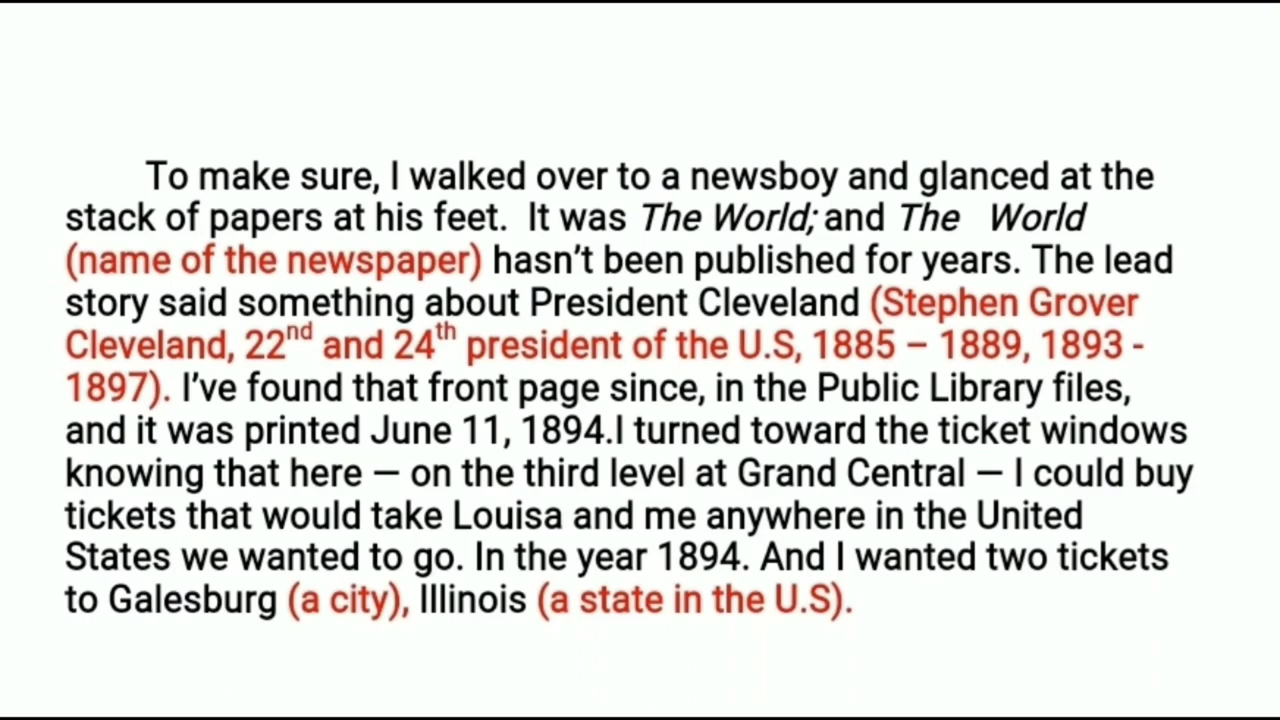 To make sure, I walked over to a newsboy and glanced at the
stack of papers at his feet. It was The World; and The World
(name of the newspaper) hasn't been published for years. The lead
story said something about President Cleveland (Stephen Grover
Cleveland, 22nd and 24th president of the U.S, 1885 – 1889, 1893 -
1897). I've found that front page since, in the Public Library files,
and it was printed June 11, 1894.I turned toward the ticket windows
knowing that here — on the third level at Grand Central — I could buy
tickets that would take Louisa and me anywhere in the United
States we wanted to go. In the year 1894. And I wanted two tickets
to Galesburg (a city), Illinois (a state in the U.S).